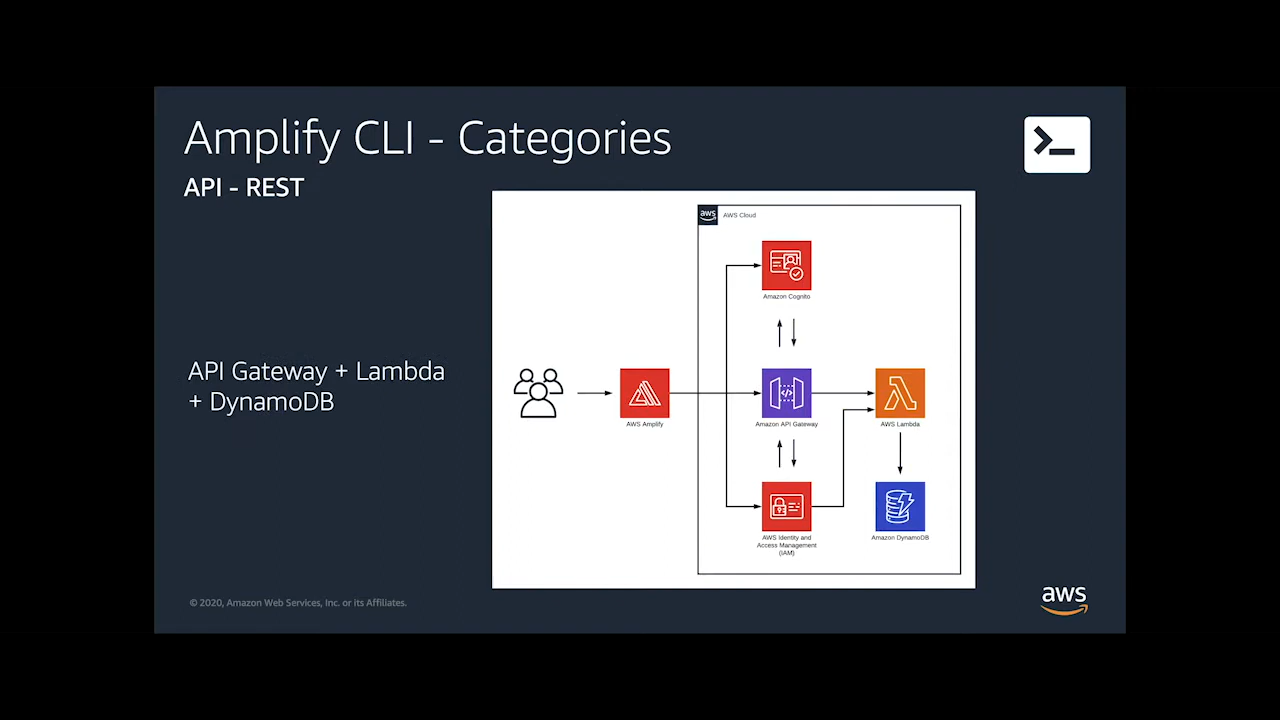 Amplify CLI - Categories
API - REST
aws
AWS Cloud
Amazon Cognito
API Gateway + Lambda
+ DynamoDB
AWS Amplify
Amazon API Gateway
AWS Lambda
AWS Identity and
Access Management
(IAM)
Amazon DynamoDB
© 2020, Amazon Web Services, Inc. or its Affiliates.
aws